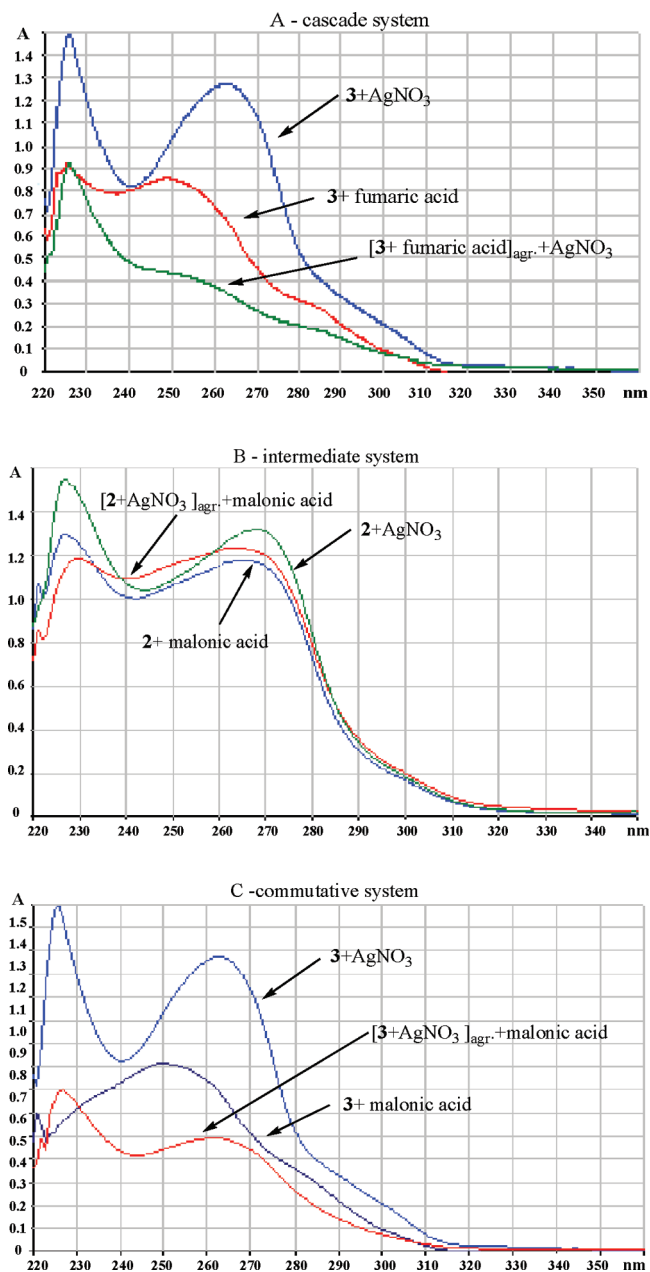 A - cascade system
A
1.4
1.3
1.2
1.1
1.0
0.9
0.8
0.7
0.6
0.5
0.4
0.3
0.2
0.1
0
3+AgNO3
3+ fumaric acid
[3+ fumaric acid]agr.+AgNO3
220 230 240 250 260 270 280 290 300 310 320 330 350 nm
B - intermediate system
A
1.4
1.2
1.0
0.8
0.6
0.4
0.2
0
[2+AgNO3 ]agr.+malonic acid
2+AgNO3
2+ malonic acid
220 230 240 250 260 270 280 290 300 310 320 330 340 nm
C -commutative system
A
1.5
1.4
1.3
1.2
1.1
1.0
0.9
0.8
0.7
0.6
0.5
0.4
0.3
0.2
0.1
0
3+AgNO3
[3+AgNO3 ]agr.+malonic acid
3+ malonic acid
220 230 240 250 260 270 280 290 300 310 320 330 350 nm